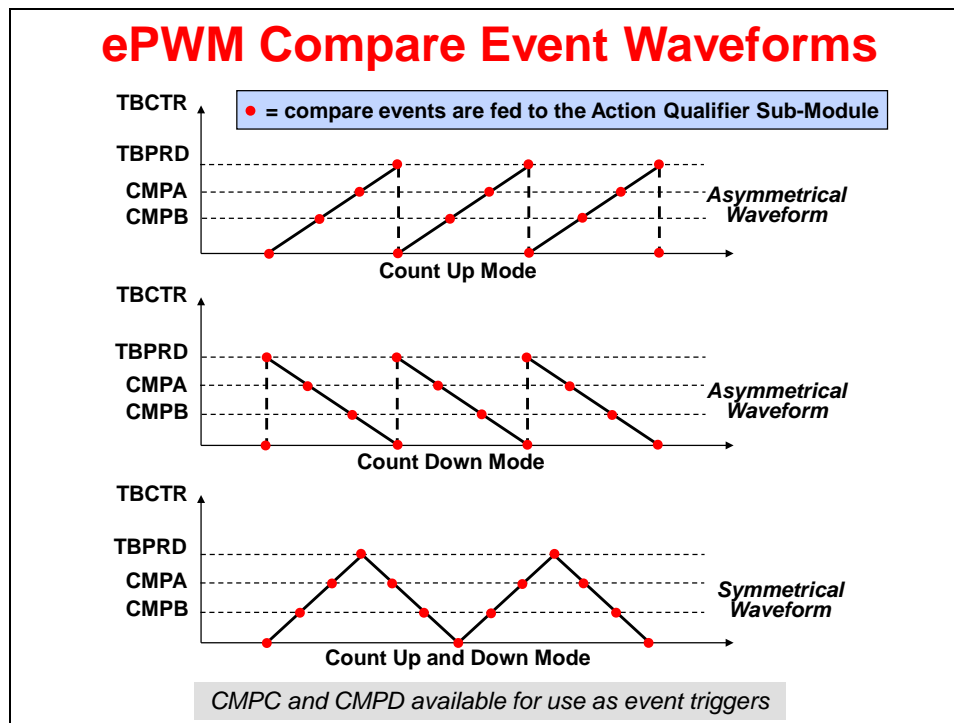 ePWM Compare Event Waveforms
TBCTR
= compare events are fed to the Action Qualifier Sub-Module
TBPRD
CMPA
CMPB
Asymmetrical
Waveform
Count Up Mode
TBCTR
TBPRD
CMPA
CMPB
Asymmetrical
Waveform
Count Down Mode
TBCTR
TBPRD
CMPA
CMPB
Symmetrical
Waveform
Count Up and Down Mode
CMPC and CMPD available for use as event triggers